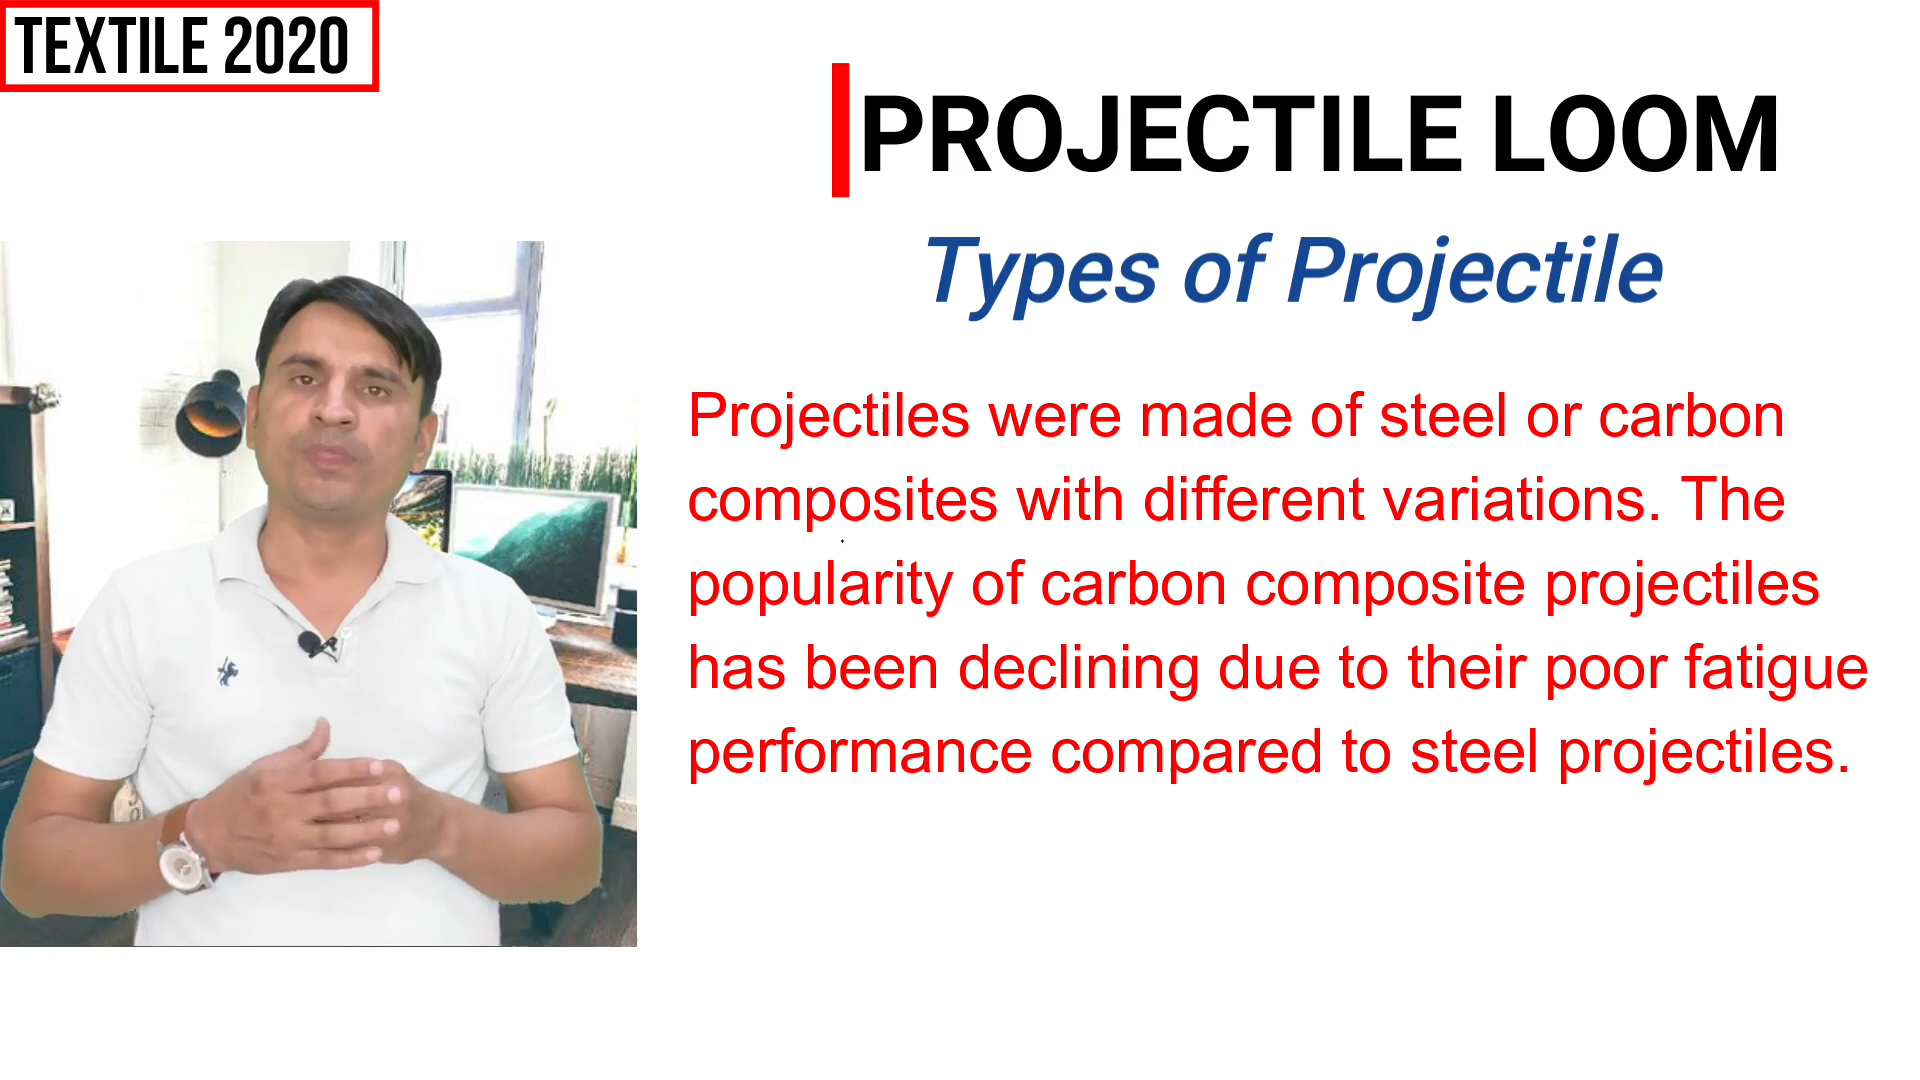 TEXTILE 2020
PROJECTILE LOOM
Types of Projectile
Projectiles were made of steel or carbon
composites with different variations. The
popularity of carbon composite projectiles
has been declining due to their poor fatigue
performance compared to steel projectiles.